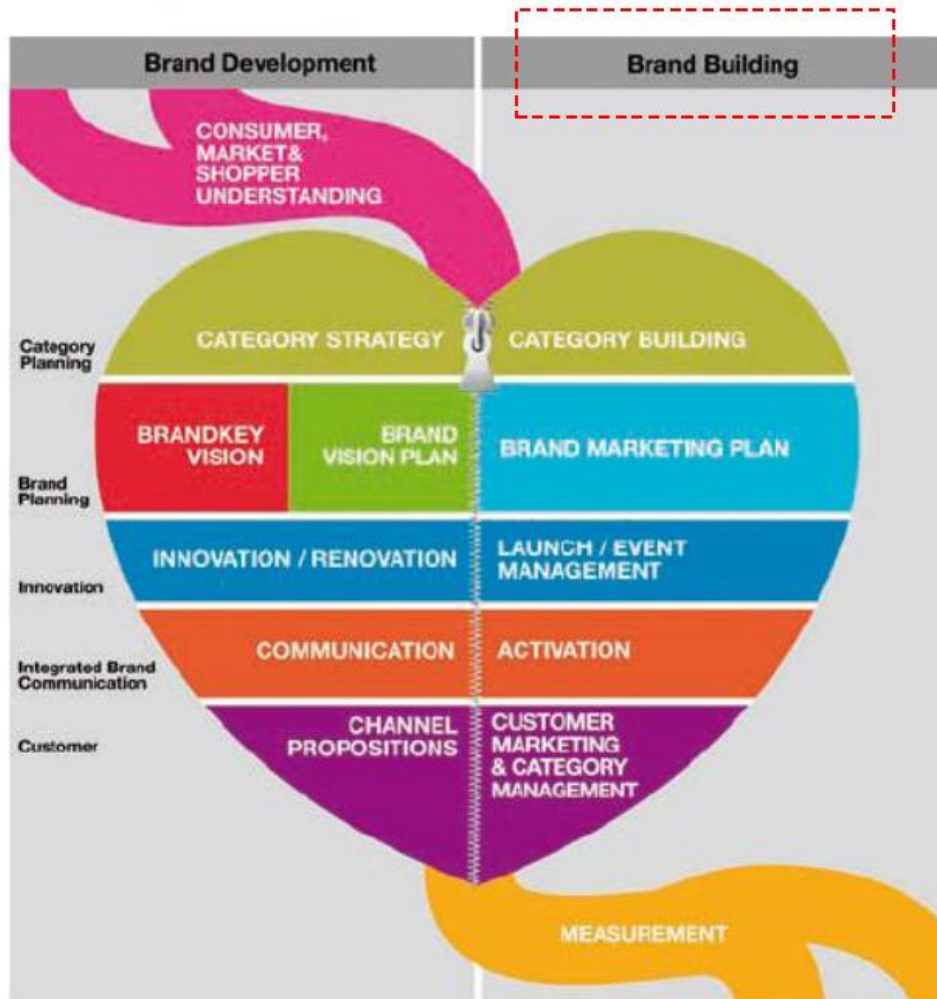 Brand Development
Brand Building
CONSUMER,
MARKET&
SHOPPER
UNDERSTANDING
Category
Planning
CATEGORY STRATEGY
CATEGORY BUILDING
BRANDKEY
VISION
BRAND
VISION PLAN
BRAND MARKETING PLAN
Brand
Planning
INNOVATION / RENOVATION
LAUNCH / EVENT
MANAGEMENT
Innovation
COMMUNICATION
ACTIVATION
Integrated Brand
Communication
CHANNEL
PROPOSITIONS
CUSTOMER
MARKETING
& CATEGORY
MANAGEMENT
Customer
MEASUREMENT